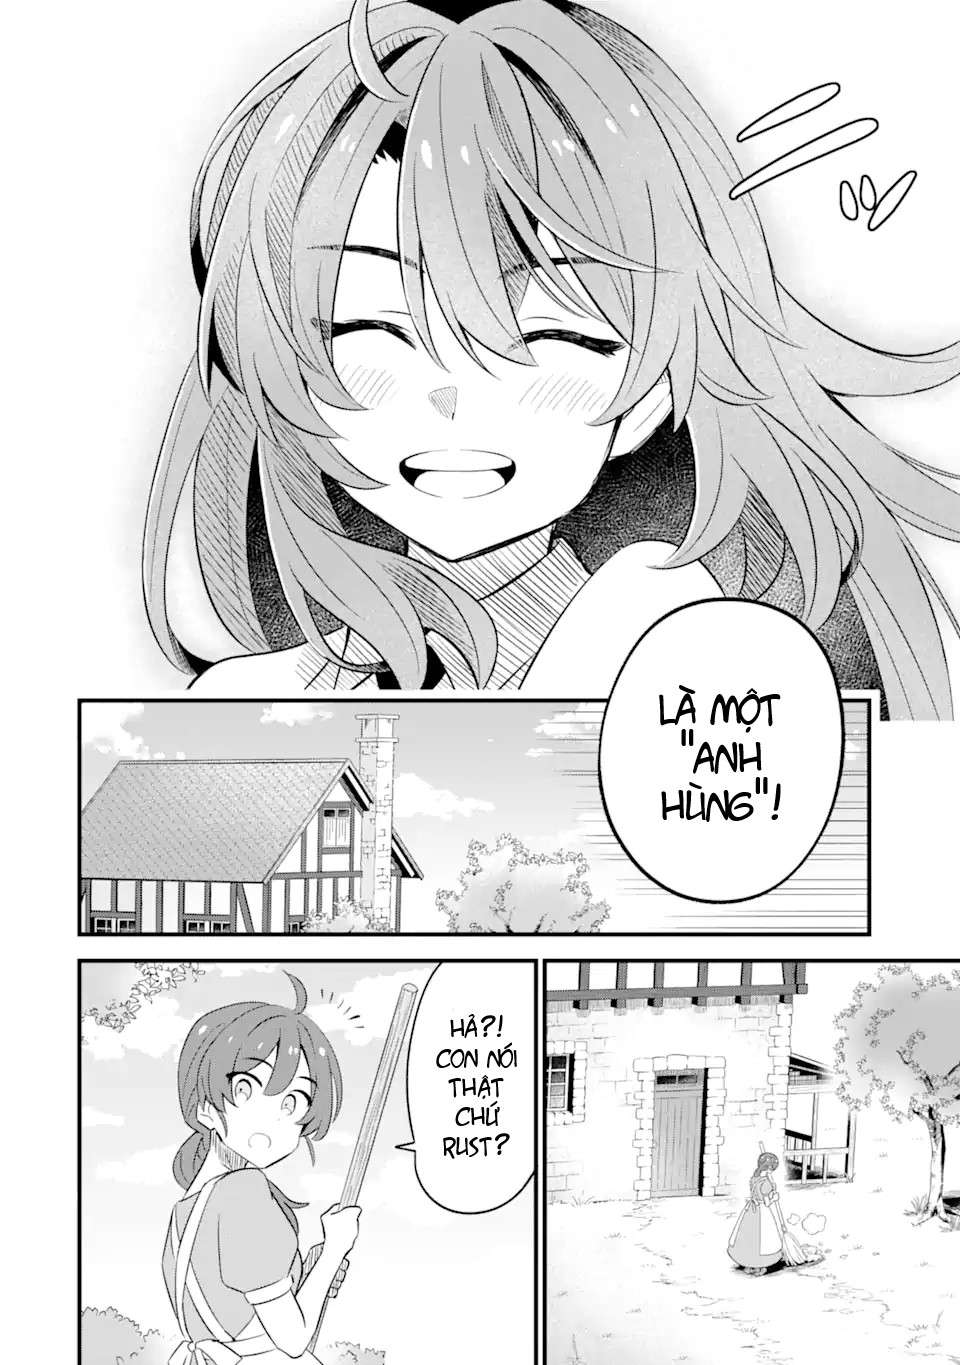 LÀ MỘT
"ANH
HÙNG"!
HẢ?!
CON NÓI
THẬT
CHỨ
RUST?